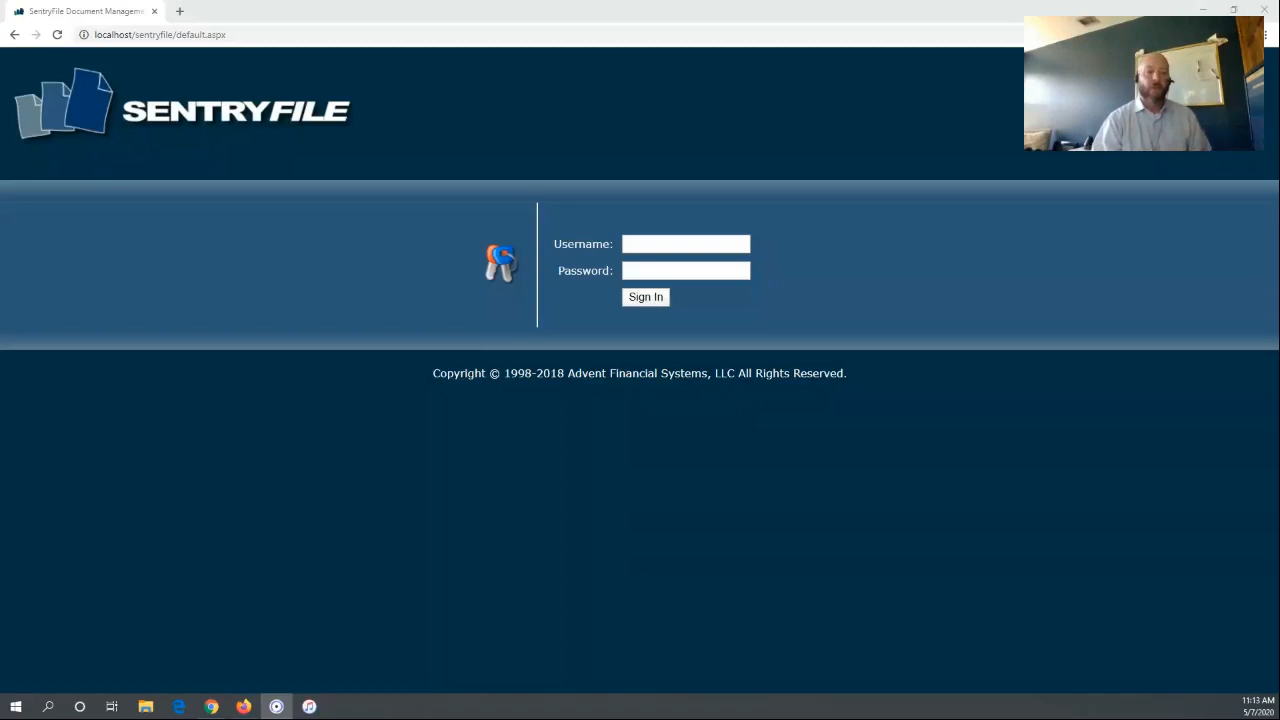 SentryFile Document Manageme
localhost/sentryfile/default.aspx
SENTRYFILE
Username:
Password:
Sign In
Copyright © 1998-2018 Advent Financial Systems, LLC All Rights Reserved.
11:13 AM
5/7/2020